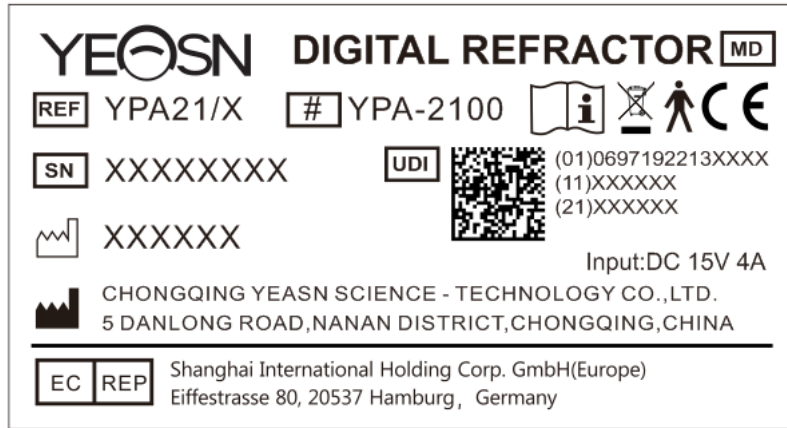 YEASN DIGITAL REFRACTOR MD
REF YPA21/X # YPA-2100 i CE
SN XXXXXXXX UDI (01)0697192213XXXX
(11)XXXXXX
(21)XXXXXX
XXXXXX
Input:DC 15V 4A
CHONGQING YEASN SCIENCE - TECHNOLOGY CO.,LTD.
5 DANLONG ROAD,NANAN DISTRICT,CHONGQING,CHINA
EC REP Shanghai International Holding Corp. GmbH(Europe)
Eiffestrasse 80, 20537 Hamburg, Germany